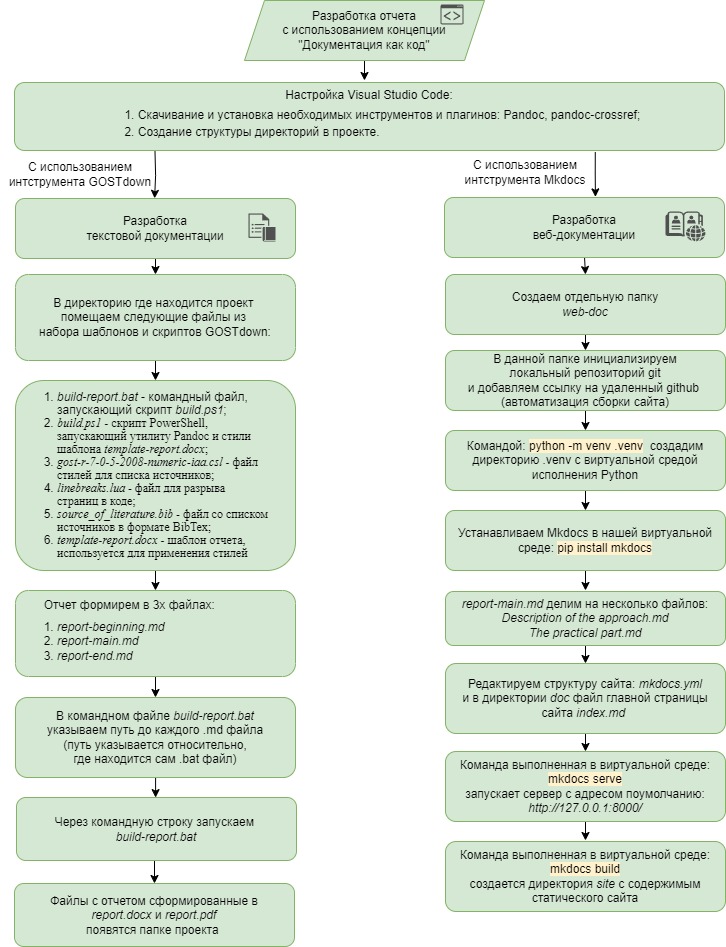 Разработка отчета
с использованием концепции
"Документация как код"
Настройка Visual Studio Code:
1. Скачивание и установка необходимых инструментов и плагинов: Pandoc, pandoc-crossref;
2. Создание структуры директорий в проекте.
С использованием
интструмента GOSTdown
Разработка
текстовой документации
В директорию где находится проект
помещаем следующие файлы из
набора шаблонов и скриптов GOSTdown:
1. build-report.bat - командный файл,
запускающий скрипт build.ps1;
2. build.ps1 - скрипт PowerShell,
запускающий утилиту Pandoc и стили
шаблона template-report.docx;
3. gost-r-7-0-5-2008-numeric-iaa.csl - файл
стилей для списка источников;
4. linebreaks.lua - файл для разрыва
страниц в коде;
5. source_of_literature.bib - файл со списком
источников в формате BibTex;
6. template-report.docx - шаблон отчета,
используется для применения стилей
Отчет формирем в 3х файлах:
1. report-beginning.md
2. report-main.md
3. report-end.md
В командном файле build-report.bat
указываем путь до каждого .md файла
(путь указывается относительно,
где находится сам .bat файл)
Через командную строку запускаем
build-report.bat
Файлы с отчетом сформированные в
report.docx и report.pdf
появятся папке проекта
С использованием
интструмента Mkdocs
Разработка
веб-документации
Создаем отдельную папку
web-doc
В данной папке инициализируем
локальный репозиторий git
и добавляем ссылку на удаленный github
(автоматизация сборки сайта)
Командой: python -m venv .venv создадим
директорию .venv с виртуальной средой
исполнения Python
Устанавливаем Mkdocs в нашей виртуальной
среде: pip install mkdocs
report-main.md делим на несколько файлов:
Description of the approach.md
The practical part.md
Редактируем структуру сайта: mkdocs.yml
и в директории doc файл главной страницы
сайта index.md
Команда выполненная в виртуальной среде:
mkdocs serve
запускает сервер с адресом поумолчанию:
http://127.0.0.1:8000/
Команда выполненная в виртуальной среде:
mkdocs build
создается директория site с содержимым
статического сайта